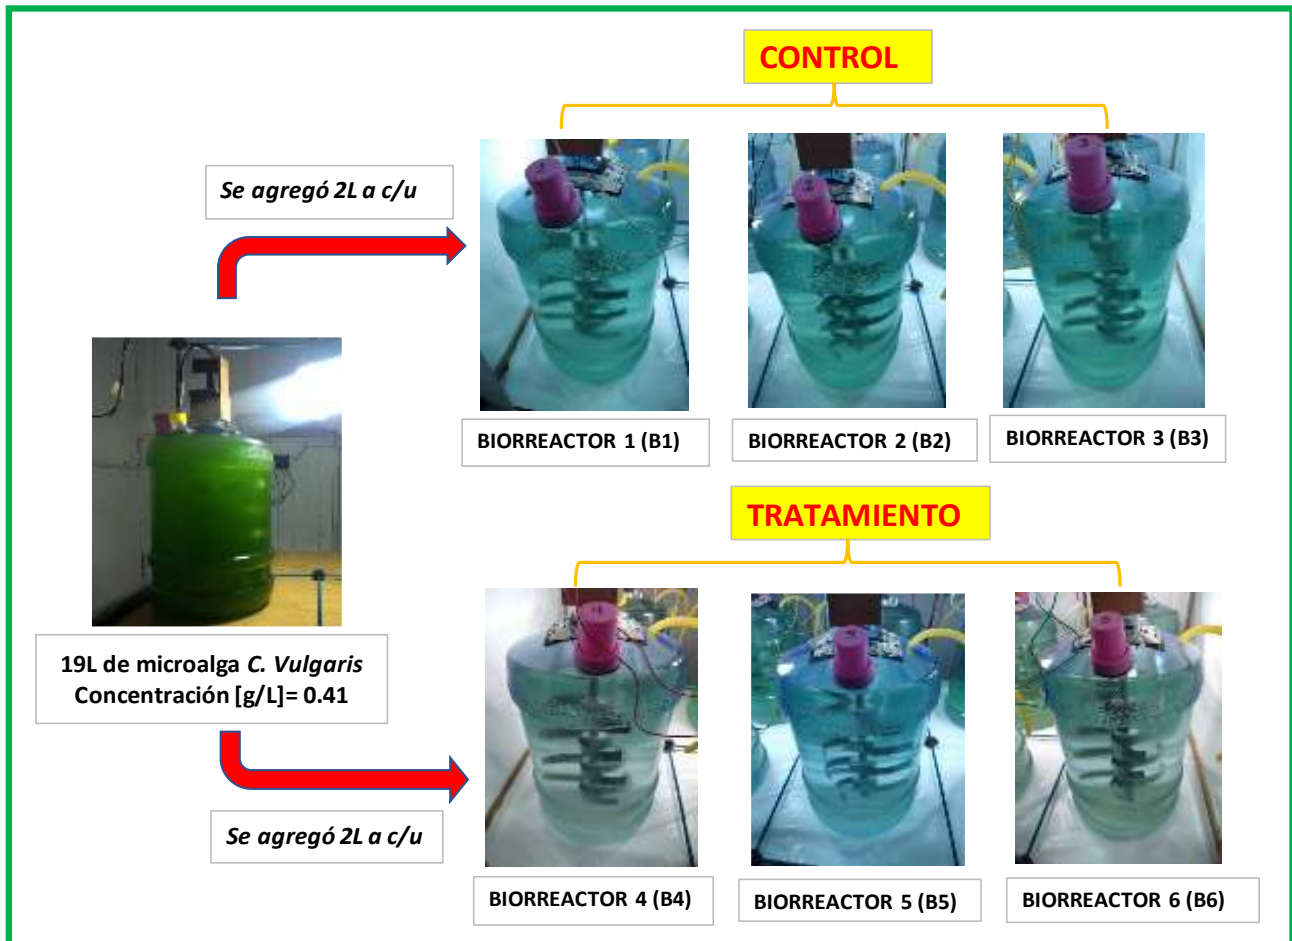 CONTROL
Se agregó 2L a c/u
BIORREACTOR 1 (B1)
BIORREACTOR 2 (B2)
BIORREACTOR 3 (B3)
TRATAMIENTO
19L de microalga C. Vulgaris
Concentración [g/L]= 0.41
Se agregó 2L a c/u
BIORREACTOR 4 (B4)
BIORREACTOR 5 (B5)
BIORREACTOR 6 (B6)